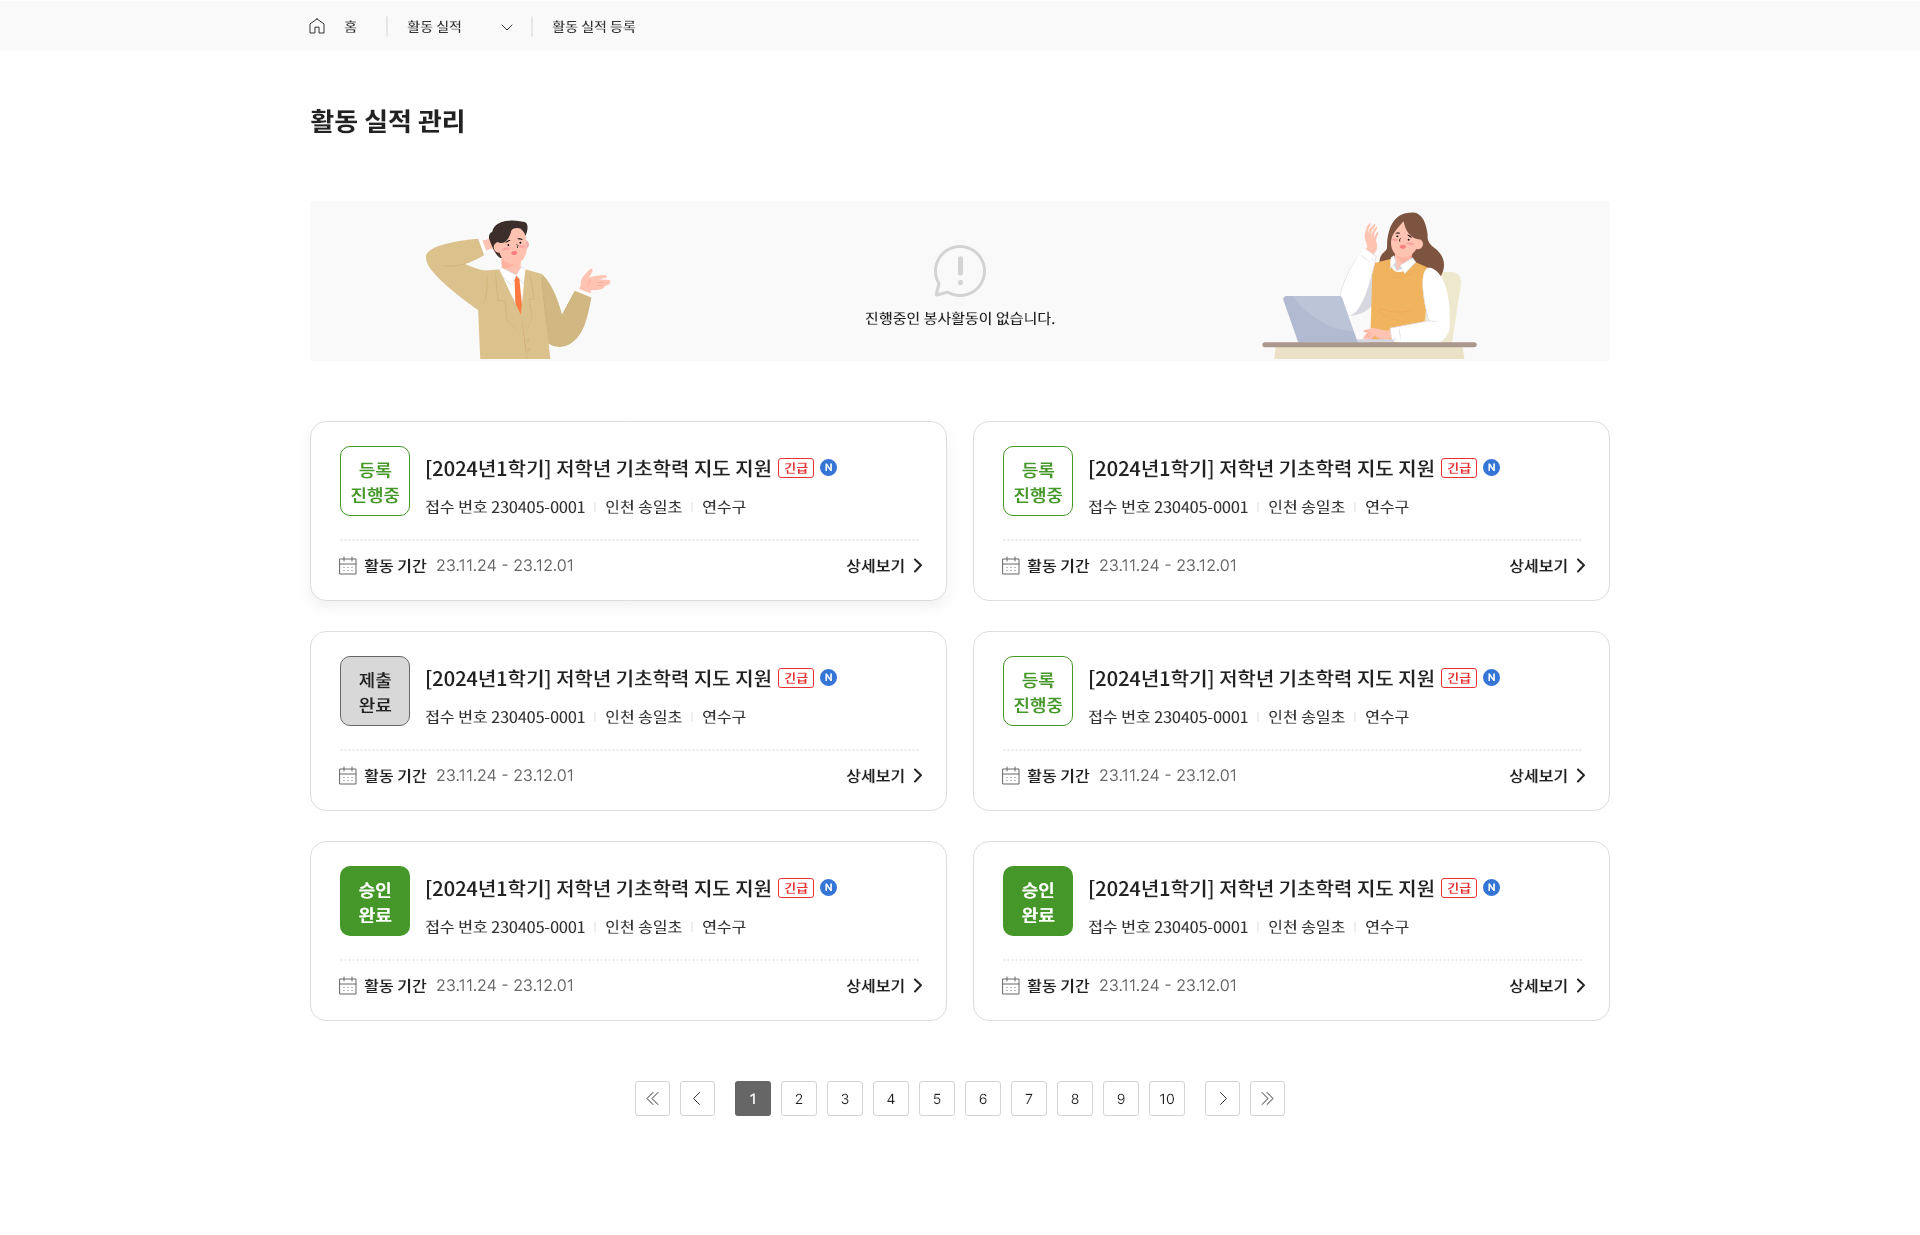 홈 활동 실적 활동 실적 등록
활동 실적 관리
진행중인 봉사활동이 없습니다.
등록
진행중
[2024년1학기] 저학년 기초학력 지도 지원 긴급 N
접수 번호 230405-0001 인천 송일초 연수구
활동 기간 23.11.24 - 23.12.01 상세보기
등록
진행중
[2024년1학기] 저학년 기초학력 지도 지원 긴급 N
접수 번호 230405-0001 인천 송일초 연수구
활동 기간 23.11.24 - 23.12.01 상세보기
제출
완료
[2024년1학기] 저학년 기초학력 지도 지원 긴급 N
접수 번호 230405-0001 인천 송일초 연수구
활동 기간 23.11.24 - 23.12.01 상세보기
등록
진행중
[2024년1학기] 저학년 기초학력 지도 지원 긴급 N
접수 번호 230405-0001 인천 송일초 연수구
활동 기간 23.11.24 - 23.12.01 상세보기
승인
완료
[2024년1학기] 저학년 기초학력 지도 지원 긴급 N
접수 번호 230405-0001 인천 송일초 연수구
활동 기간 23.11.24 - 23.12.01 상세보기
승인
완료
[2024년1학기] 저학년 기초학력 지도 지원 긴급 N
접수 번호 230405-0001 인천 송일초 연수구
활동 기간 23.11.24 - 23.12.01 상세보기
1 2 3 4 5 6 7 8 9 10